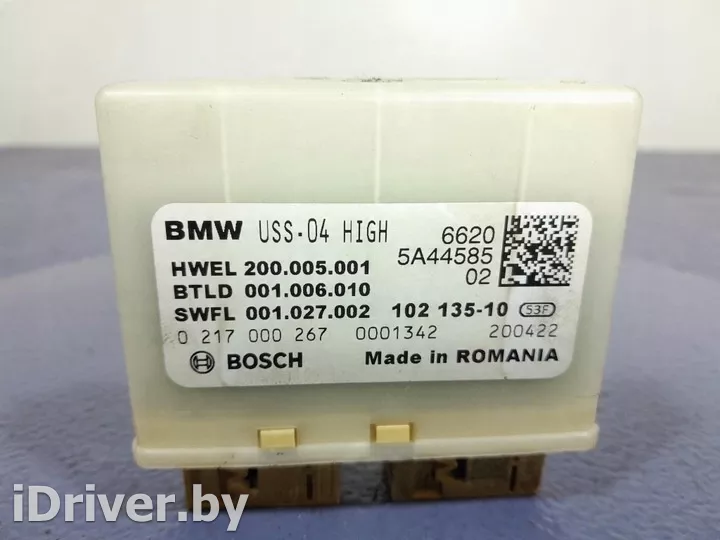 BMW USS-04 HIGH 6620
5A44585
02
HWEL 200.005.001
BTLD 001.006.010
SWFL 001.027.002 102 135-10 53F
0 217 000 267 0001342 200422
BOSCH Made in ROMANIA
iDriver.by